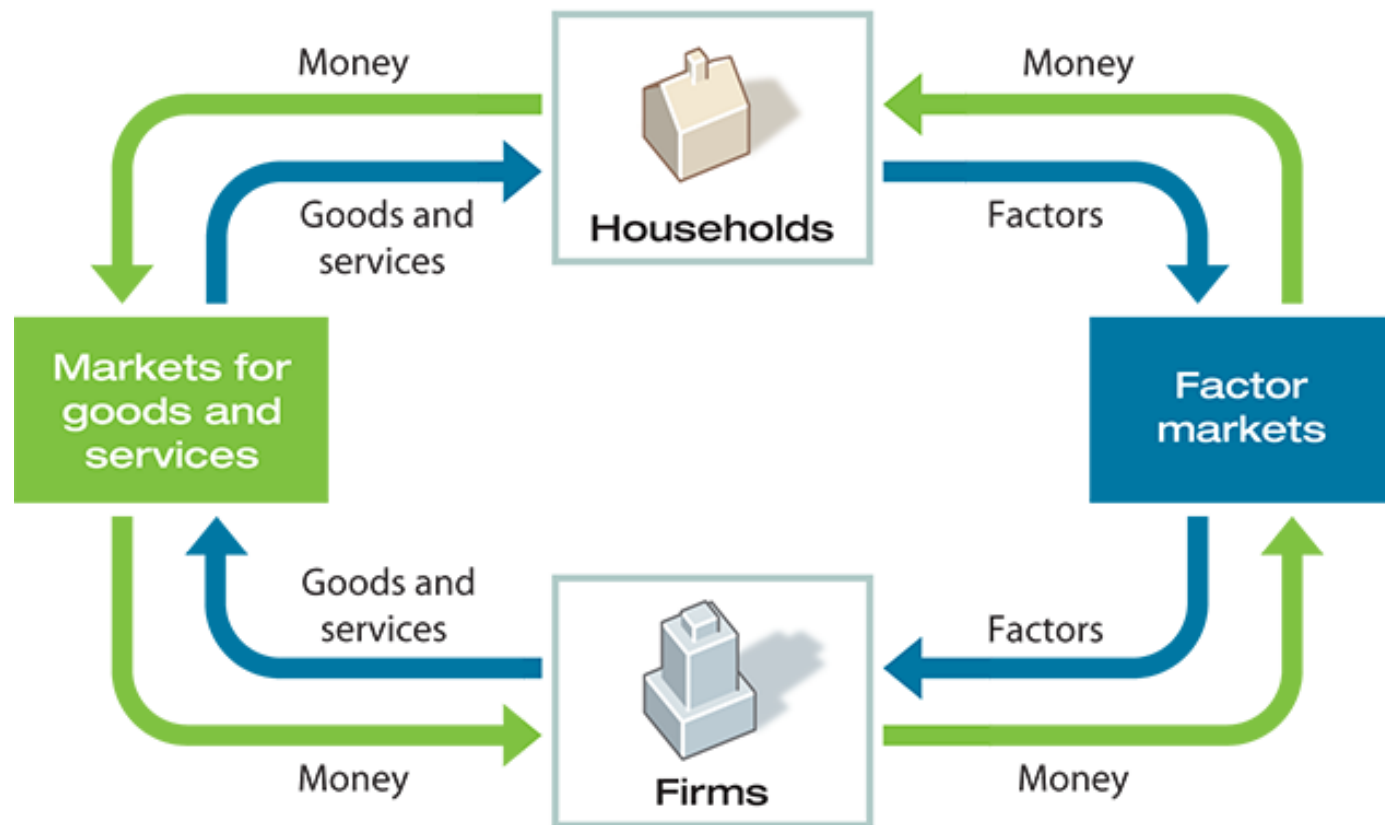 Money
Money
Goods and
services
Households
Factors
Markets for
goods and
services
Factor
markets
Goods and
services
Factors
Money
Firms
Money